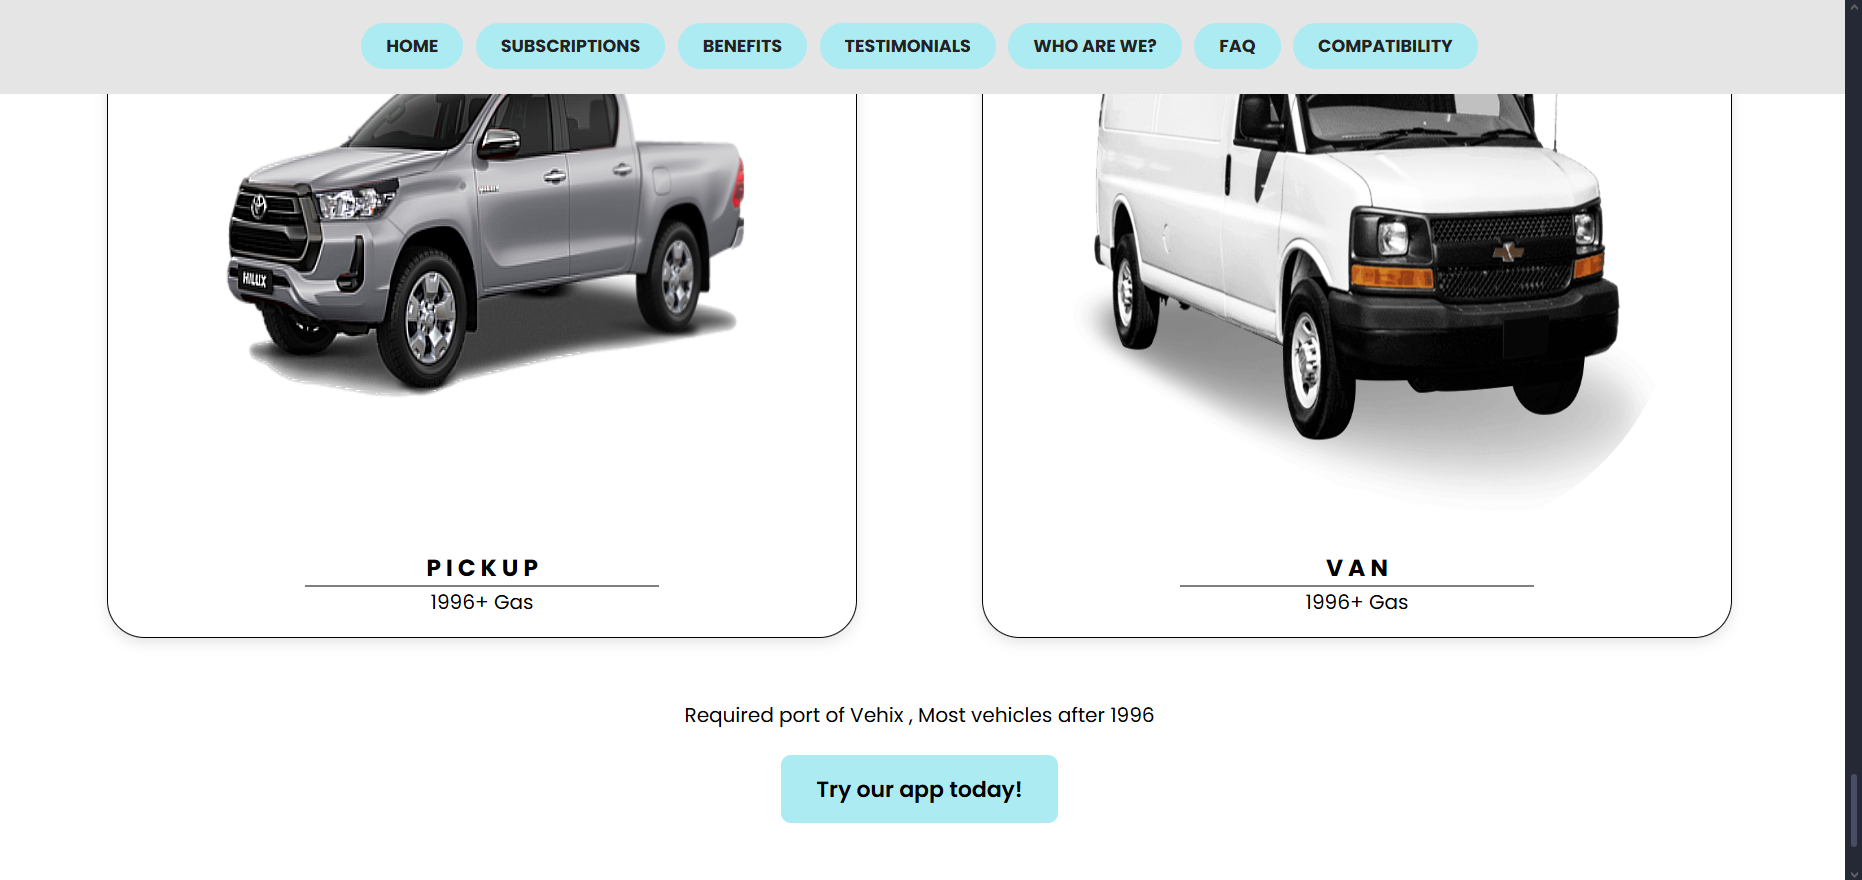 HOME SUBSCRIPTIONS BENEFITS TESTIMONIALS WHO ARE WE? FAQ COMPATIBILITY
HILUX
HILUX
PICKUP
1996+ Gas
VAN
1996+ Gas
Required port of Vehix , Most vehicles after 1996
Try our app today!